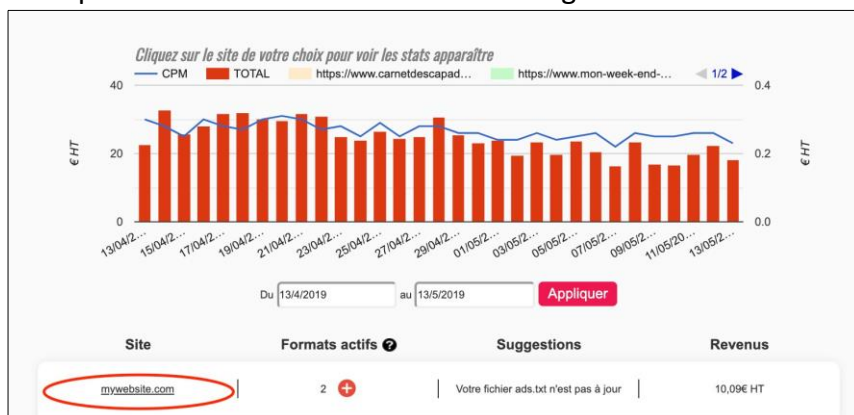 Cliquez sur le site de votre choix pour voir les stats apparaître
CPM TOTAL https://www.carnetdescapad... https://www.mon-week-end-... 1/2
40 0.4
€ HT 20 0.2 € HT
0 0.0
13/04/2... 15/04/2... 17/04/2... 19/04/2... 21/04/2... 23/04/2... 25/04/2... 27/04/2... 29/04/2... 01/05/2... 03/05/2... 05/05/2... 07/05/2... 09/05/2... 11/05/20... 13/05/2...
Du 13/4/2019 au 13/5/2019 Appliquer
Site Formats actifs ? Suggestions Revenus
mywebsite.com 2 + Votre fichier ads.txt n'est pas à jour 10,09€ HT